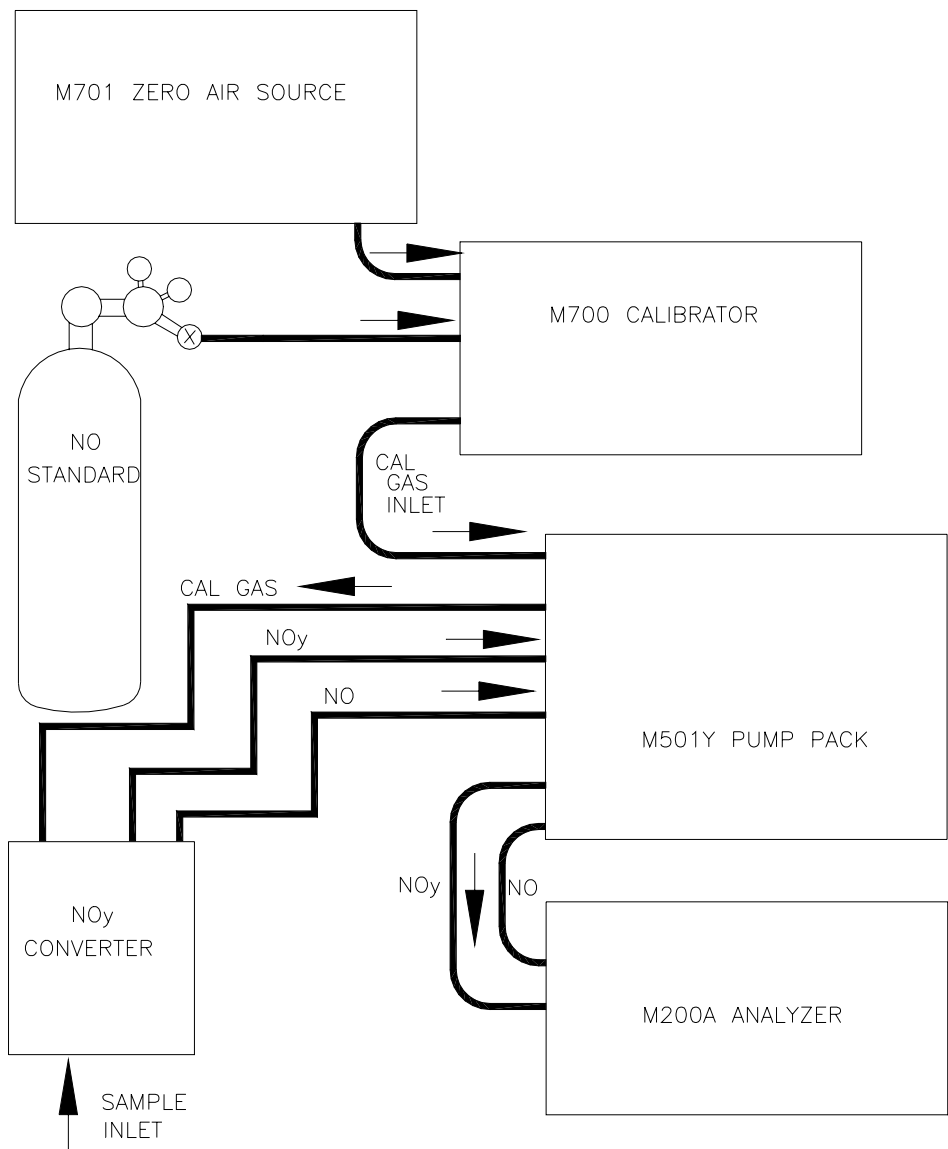 M701 ZERO AIR SOURCE
M700 CALIBRATOR
X
NO
STANDARD
CAL
GAS
INLET
CAL GAS
NOy
NO
M501Y PUMP PACK
NOy
NO
NOy
CONVERTER
M200A ANALYZER
SAMPLE
INLET